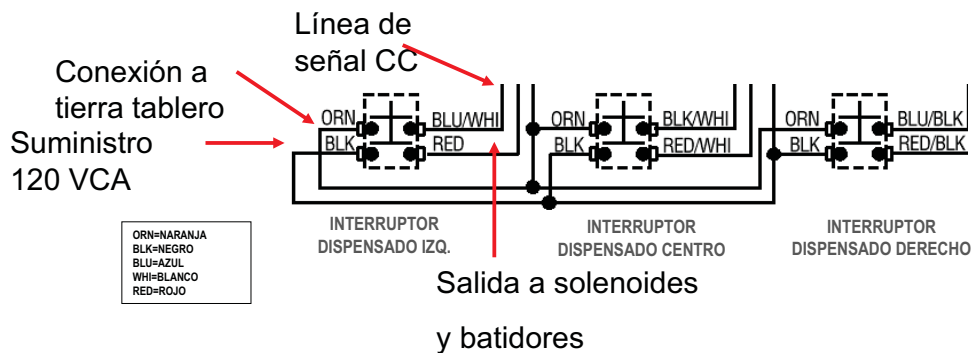 Línea de
señal CC
Conexión a
tierra tablero
Suministro
120 VCA
ORN BLU/WHI ORN BLK/WHI ORN BLU/BLK
BLK RED BLK RED/WHI BLK RED/BLK
INTERRUPTOR
DISPENSADO IZQ.
INTERRUPTOR
DISPENSADO CENTRO
INTERRUPTOR
DISPENSADO DERECHO
ORN=NARANJA
BLK=NEGRO
BLU=AZUL
WHI=BLANCO
RED=ROJO
Salida a solenoides
y batidores